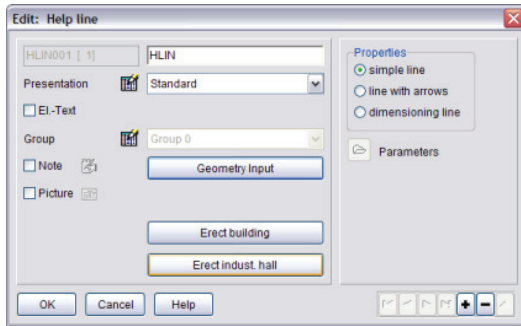 Edit: Help line
HLIN001 [ 1]
HLIN
Presentation
Standard
El.-Text
Group
Group 0
Note
Geometry Input
Picture
Erect building
Erect indust. hall
Properties
simple line
line with arrows
dimensioning line
Parameters
OK
Cancel
Help